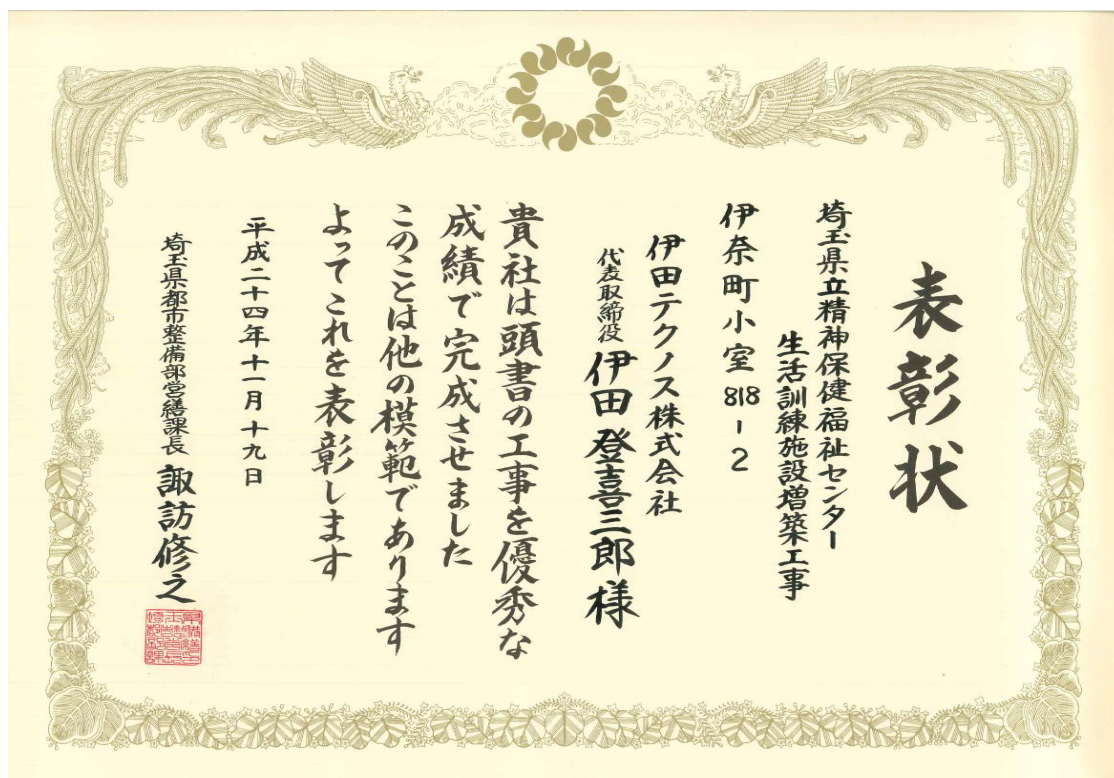 表彰状
埼玉県立精神保健福祉センター
生活訓練施設増築工事
伊奈町小室818-2
伊田テクノス株式会社
代表取締役 伊田登喜三郎様
貴社は頭書の工事を優秀な
成績で完成させました
このことは他の模範であります
よってこれを表彰します
平成二十四年十一月十九日
埼玉県都市整備部営繕課長 諏訪修之